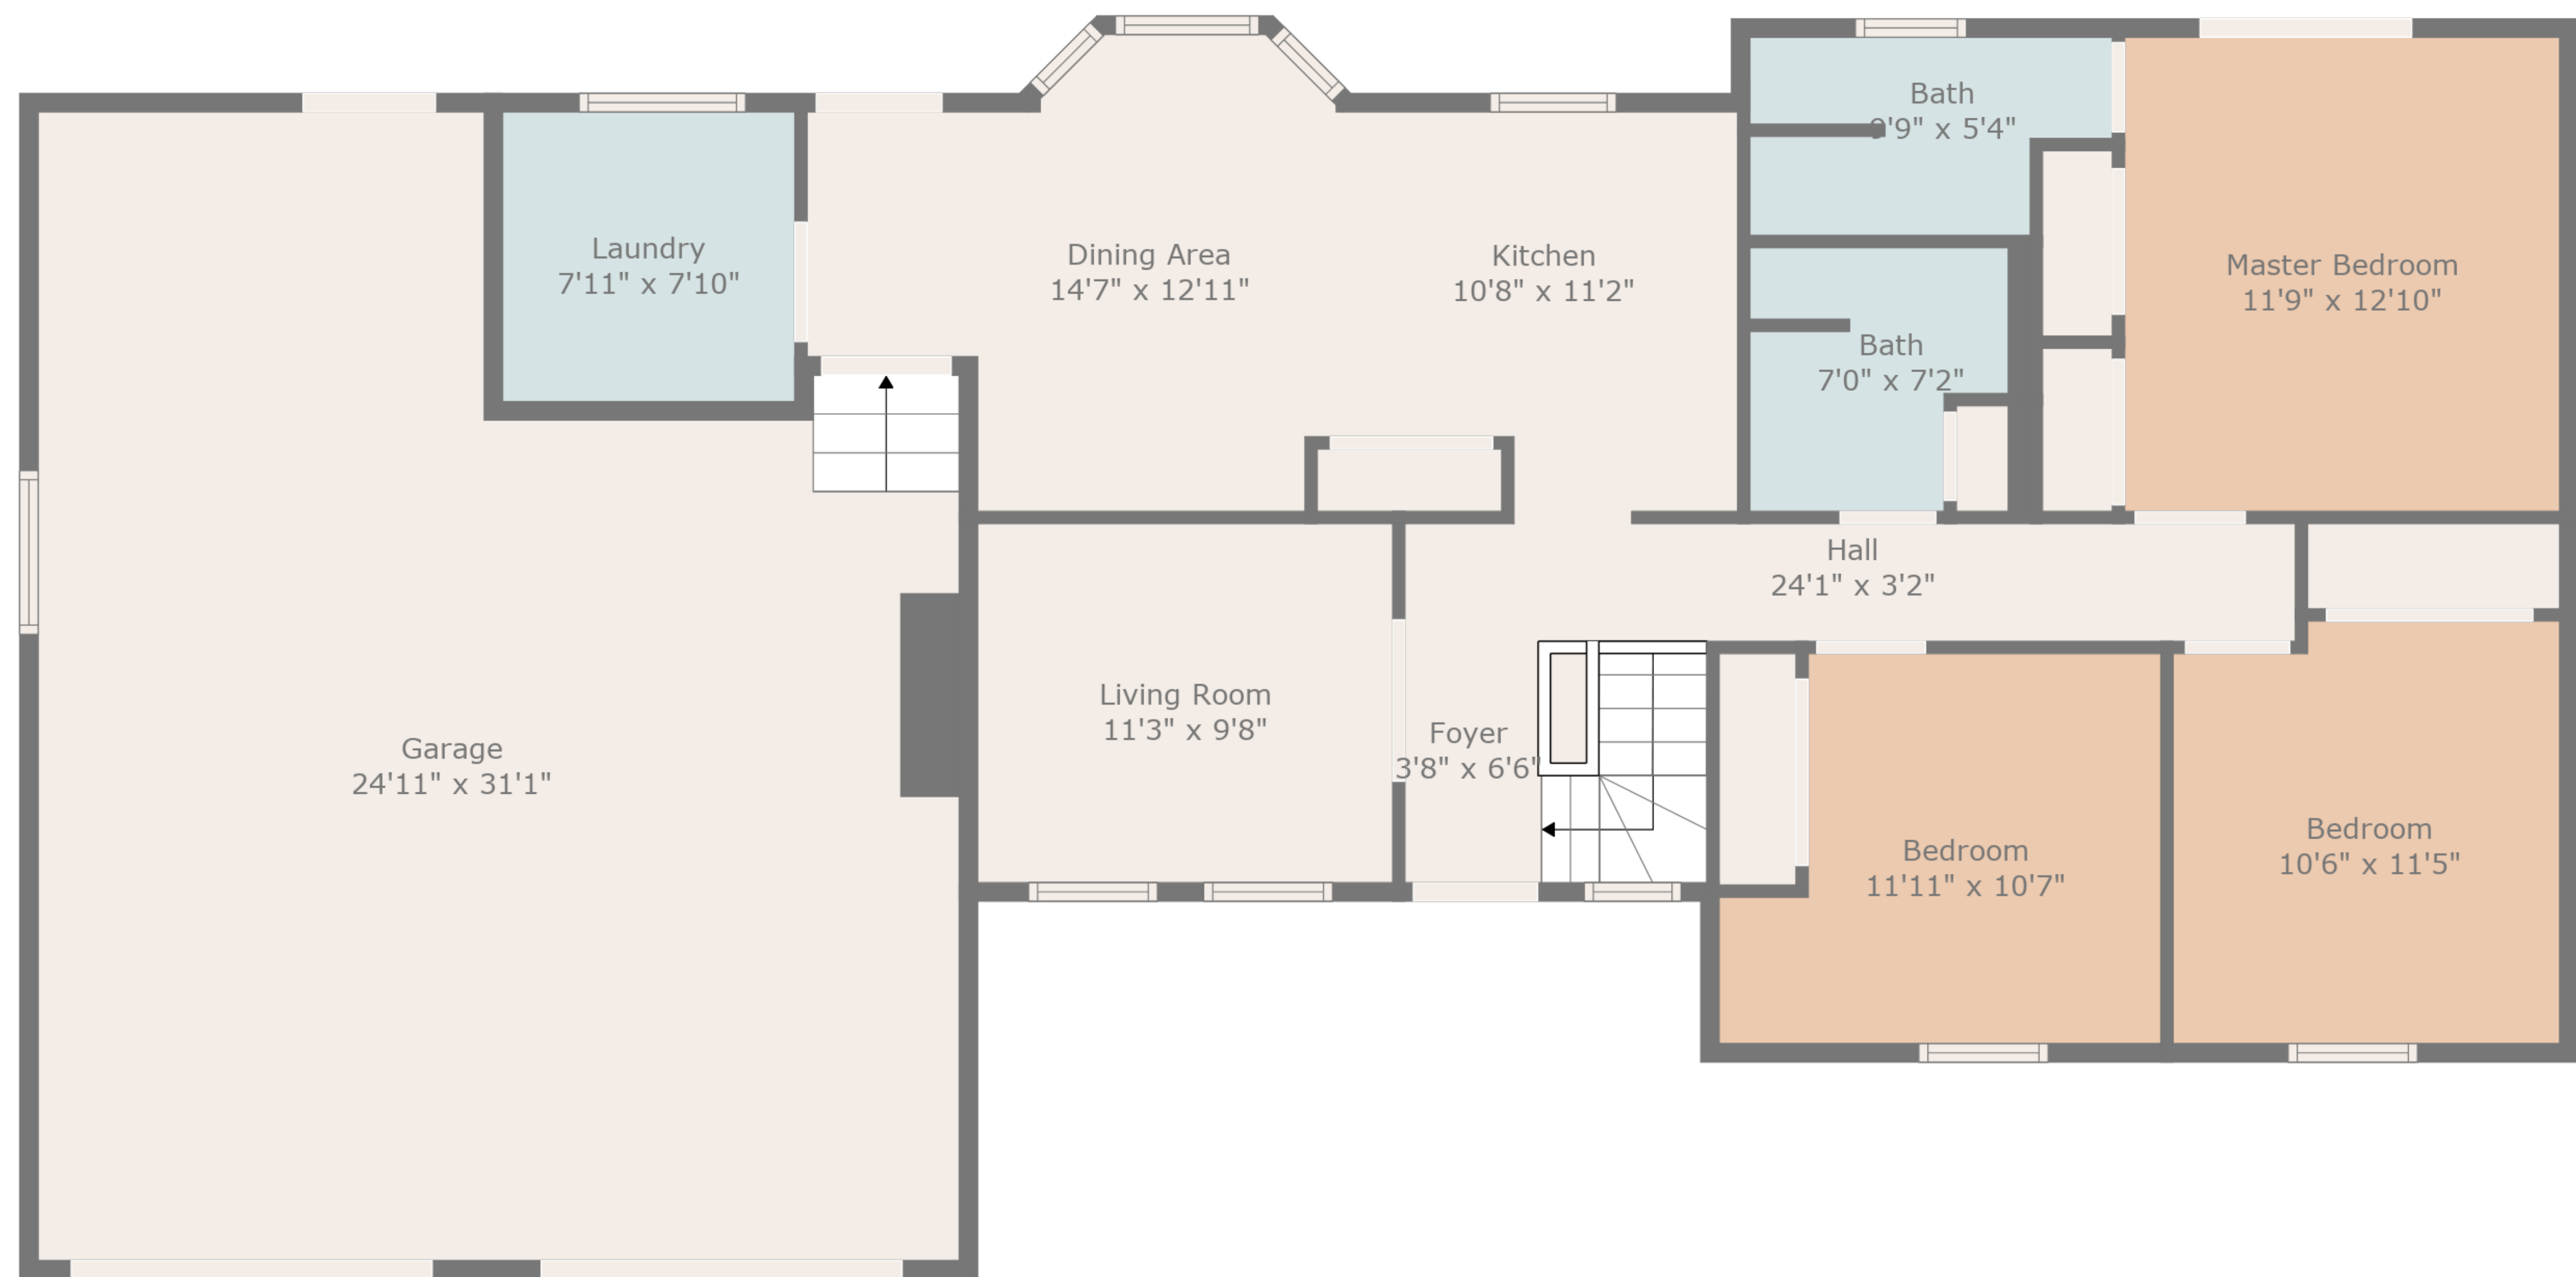 Bath
9'9" x 5'4"
Laundry
7'11" x 7'10"
Dining Area
14'7" x 12'11"
Kitchen
10'8" x 11'2"
Master Bedroom
11'9" x 12'10"
Bath
7'0" x 7'2"
Hall
24'1" x 3'2"
Living Room
11'3" x 9'8"
Foyer
3'8" x 6'6"
Garage
24'11" x 31'1"
Bedroom
11'11" x 10'7"
Bedroom
10'6" x 11'5"